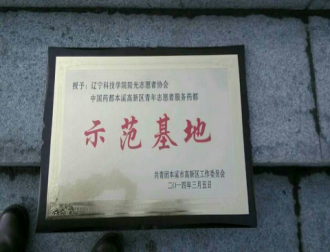 授予：辽宁科技学院阳光志愿者协会
中国药都本溪高新区青年志愿者服务药都
示范基地
共青团本溪市高新区工作委员会
二〇一四年三月五日